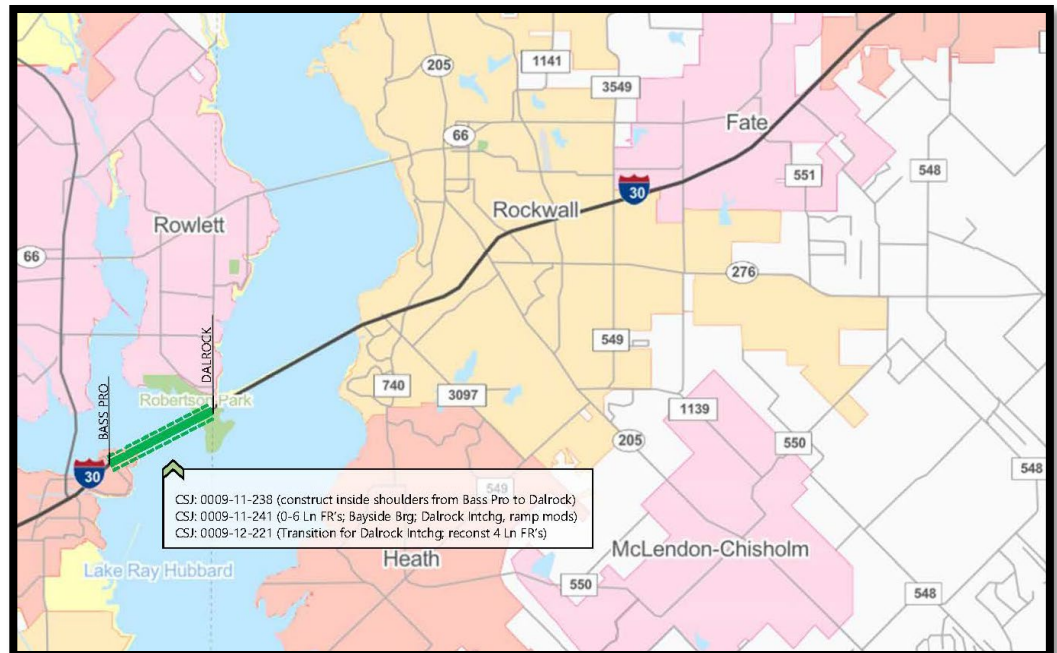 205
1141
3549
66
Fate
551
548
30
Rockwall
Rowlett
66
276
549
DALROCK
740
3097
Robertson Park
1139
BASS PRO
205
550
548
30
549
CSJ: 0009-11-238 (construct inside shoulders from Bass Pro to Dalrock)
CSJ: 0009-11-241 (0-6 Ln FR's; Bayside Brg; Dalrock Intchg, ramp mods)
CSJ: 0009-12-221 (Transition for Dalrock Intchg; reconst 4 Ln FR's)
Heath
McLendon-Chisholm
Lake Ray Hubbard
550
548